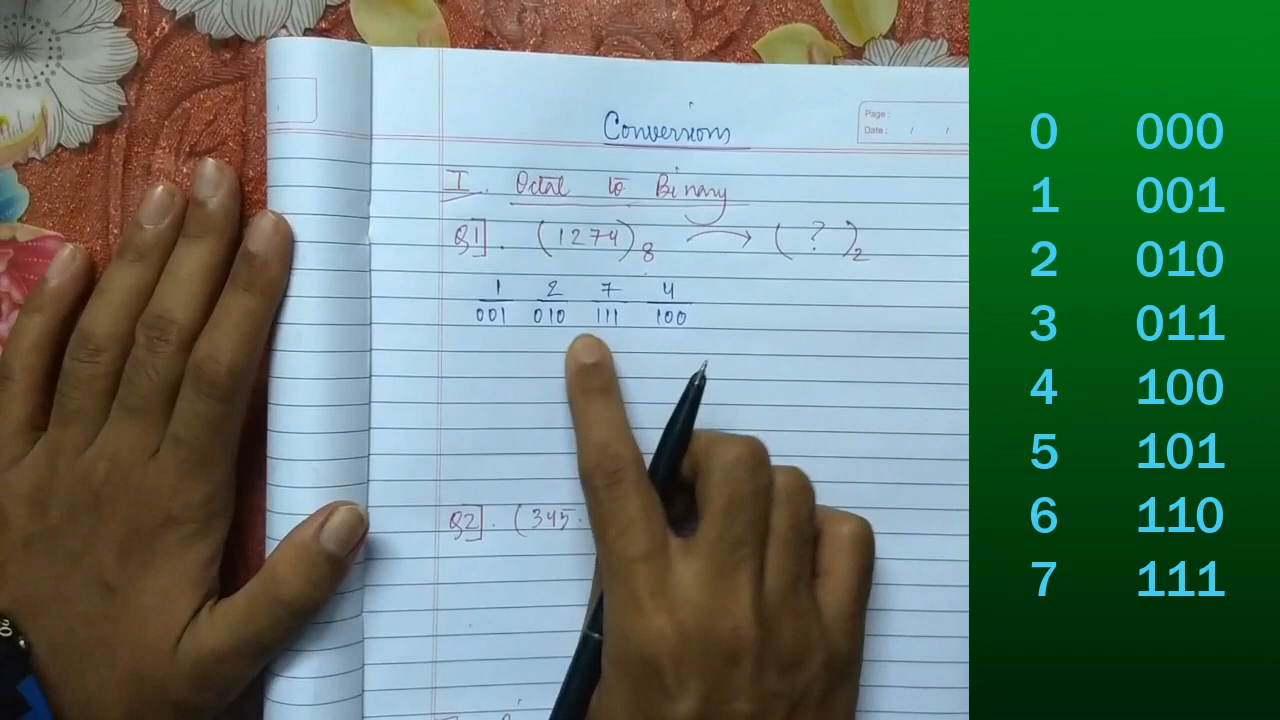 Conversions
Page :
Date : / /
I. Octal to Binary
Q1]. (1274)8 → ( ? )2
1 2 7 4
001 010 111 100
Q2]. (345.
0 000
1 001
2 010
3 011
4 100
5 101
6 110
7 111